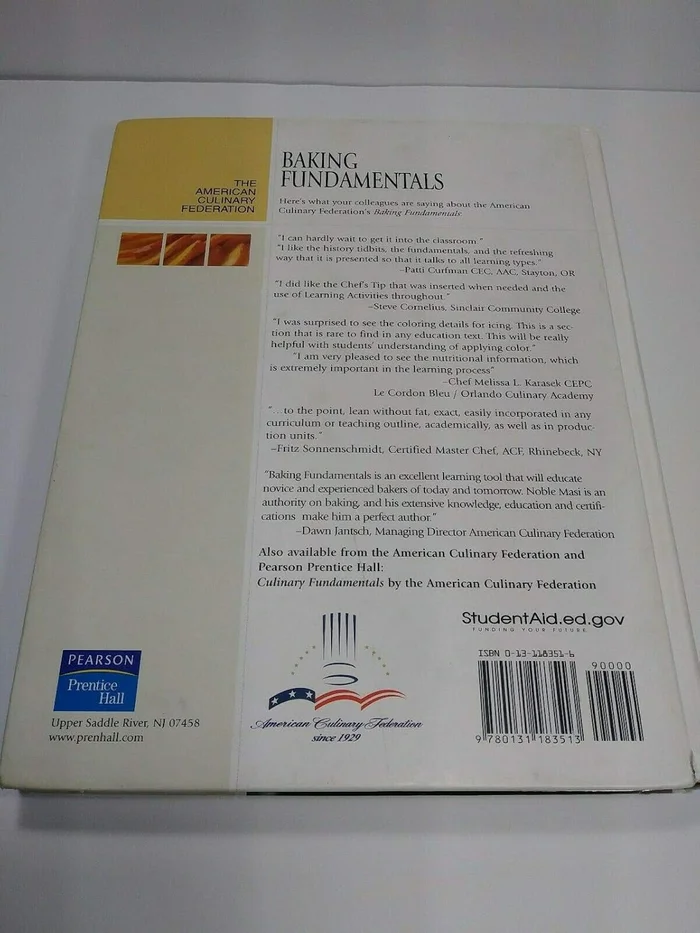 THE
AMERICAN
CULINARY
FEDERATION
BAKING
FUNDAMENTALS
Here's what your colleagues are saying about the American
Culinary Federation's Baking Fundamentals
"I can hardly wait to get it into the classroom."
"I like the history tidbits, the fundamentals, and the refreshing
way that it is presented so that it talks to all learning types."
–Patti Curfman CEC, AAC, Stayton, OR
"I did like the Chef's Tip that was inserted when needed and the
use of Learning Activities throughout."
–Steve Cornelius, Sinclair Community College
"I was surprised to see the coloring details for icing. This is a sec-
tion that is rare to find in any education text. This will be really
helpful with students' understanding of applying color."
"I am very pleased to see the nutritional information, which
is extremely important in the learning process"
–Chef Melissa L. Karasek CEPC
Le Cordon Bleu / Orlando Culinary Academy
"...to the point, lean without fat, exact, easily incorporated in any
curriculum or teaching outline, academically, as well as in produc-
tion units."
–Fritz Sonnenschmidt, Certified Master Chef, ACF, Rhinebeck, NY
"Baking Fundamentals is an excellent learning tool that will educate
novice and experienced bakers of today and tomorrow. Noble Masi is an
authority on baking, and his extensive knowledge, education and certifi-
cations make him a perfect author."
–Dawn Jantsch, Managing Director American Culinary Federation
Also available from the American Culinary Federation and
Pearson Prentice Hall:
Culinary Fundamentals by the American Culinary Federation
StudentAid.ed.gov
FUNDING YOUR FUTURE.
ISBN 0-13-118351-6
90000
9 780131 183513
American Culinary Federation
since 1929
PEARSON
Prentice
Hall
Upper Saddle River, NJ 07458
www.prenhall.com